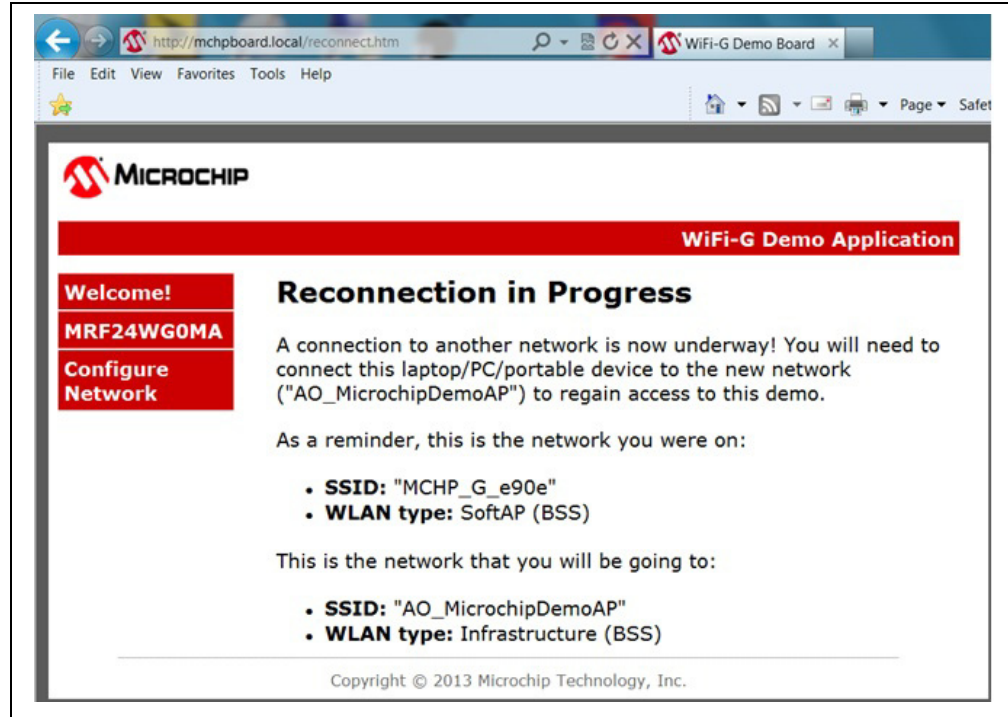 http://mchpboard.local/reconnect.htm
WiFi-G Demo Board
File Edit View Favorites Tools Help
Page Safet
MICROCHIP
WiFi-G Demo Application
Welcome!
MRF24WG0MA
Configure
Network
Reconnection in Progress
A connection to another network is now underway! You will need to
connect this laptop/PC/portable device to the new network
("AO_MicrochipDemoAP") to regain access to this demo.
As a reminder, this is the network you were on:
• SSID: "MCHP_G_e90e"
• WLAN type: SoftAP (BSS)
This is the network that you will be going to:
• SSID: "AO_MicrochipDemoAP"
• WLAN type: Infrastructure (BSS)
Copyright © 2013 Microchip Technology, Inc.